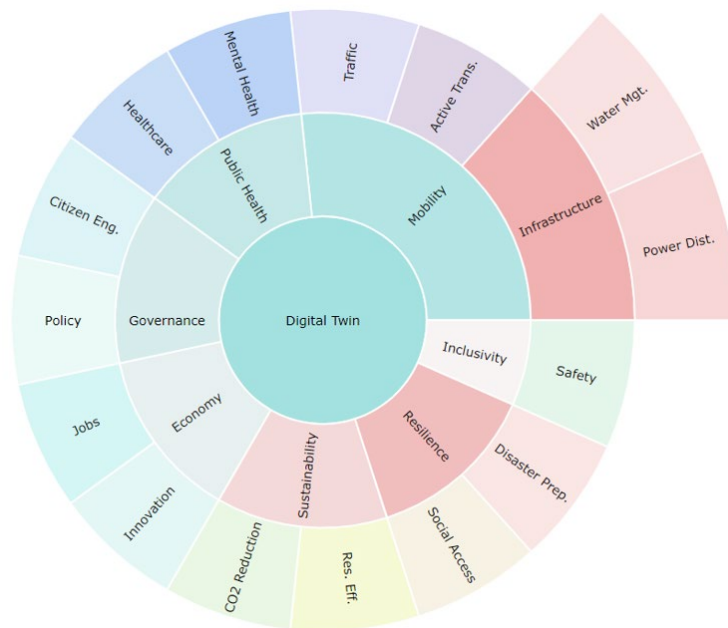 Digital Twin
Mobility
Public Health
Governance
Economy
Sustainability
Resilience
Inclusivity
Infrastructure
Active Trans.
Traffic
Mental Health
Healthcare
Citizen Eng.
Policy
Jobs
Innovation
CO2 Reduction
Res. Eff.
Social Access
Disaster Prep.
Safety
Water Mgt.
Power Dist.